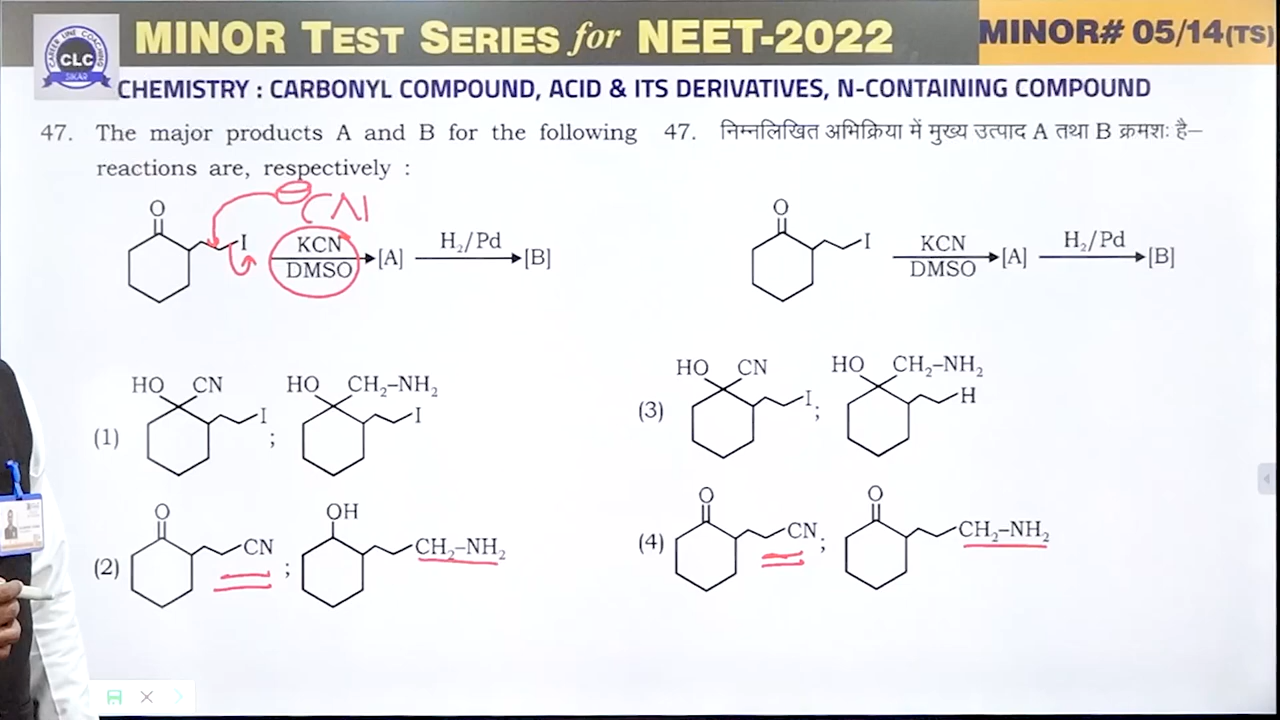 CAREER LINE COACHING
CLC
SIKAR
MINOR TEST SERIES for NEET-2022
MINOR# 05/14(TS)
CHEMISTRY : CARBONYL COMPOUND, ACID & ITS DERIVATIVES, N-CONTAINING COMPOUND
47. The major products A and B for the following
reactions are, respectively :
O
I
CN
KCN
DMSO
[A]
H₂/Pd
[B]
(1)
HO CN
I
;
HO CH₂–NH₂
I
(2)
O
CN
;
OH
CH₂–NH₂
47. निम्नलिखित अभिक्रिया में मुख्य उत्पाद A तथा B क्रमशः है–
O
I
KCN
DMSO
[A]
H₂/Pd
[B]
(3)
HO CN
I
;
HO CH₂–NH₂
H
(4)
O
CN
;
O
CH₂–NH₂